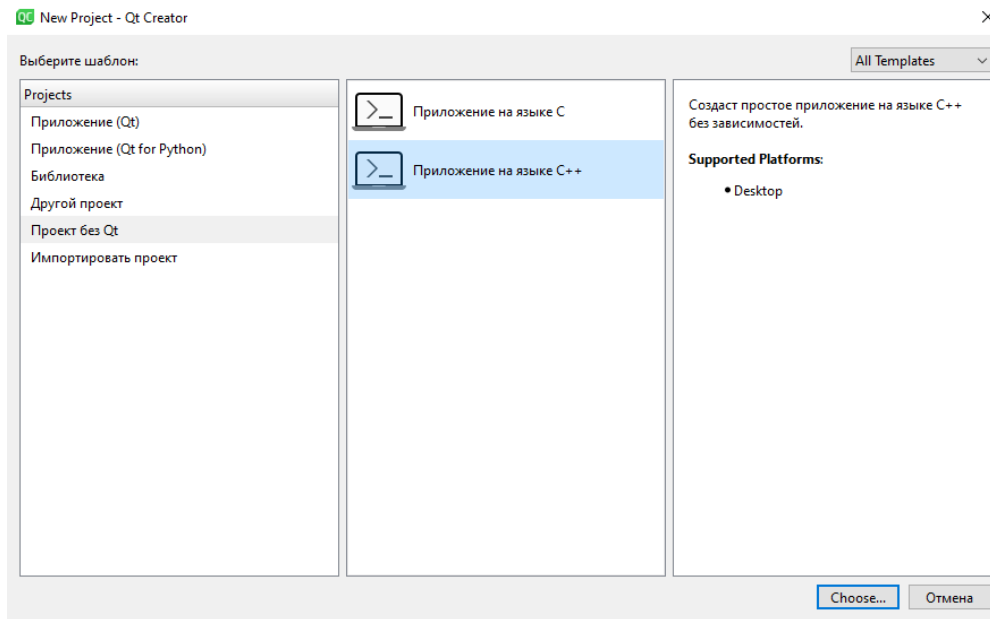 QC New Project - Qt Creator
Выберите шаблон:
All Templates
Projects
Приложение (Qt)
Приложение (Qt for Python)
Библиотека
Другой проект
Проект без Qt
Импортировать проект
Приложение на языке C
Приложение на языке C++
Создаст простое приложение на языке C++
без зависимостей.
Supported Platforms:
• Desktop
Choose...
Отмена